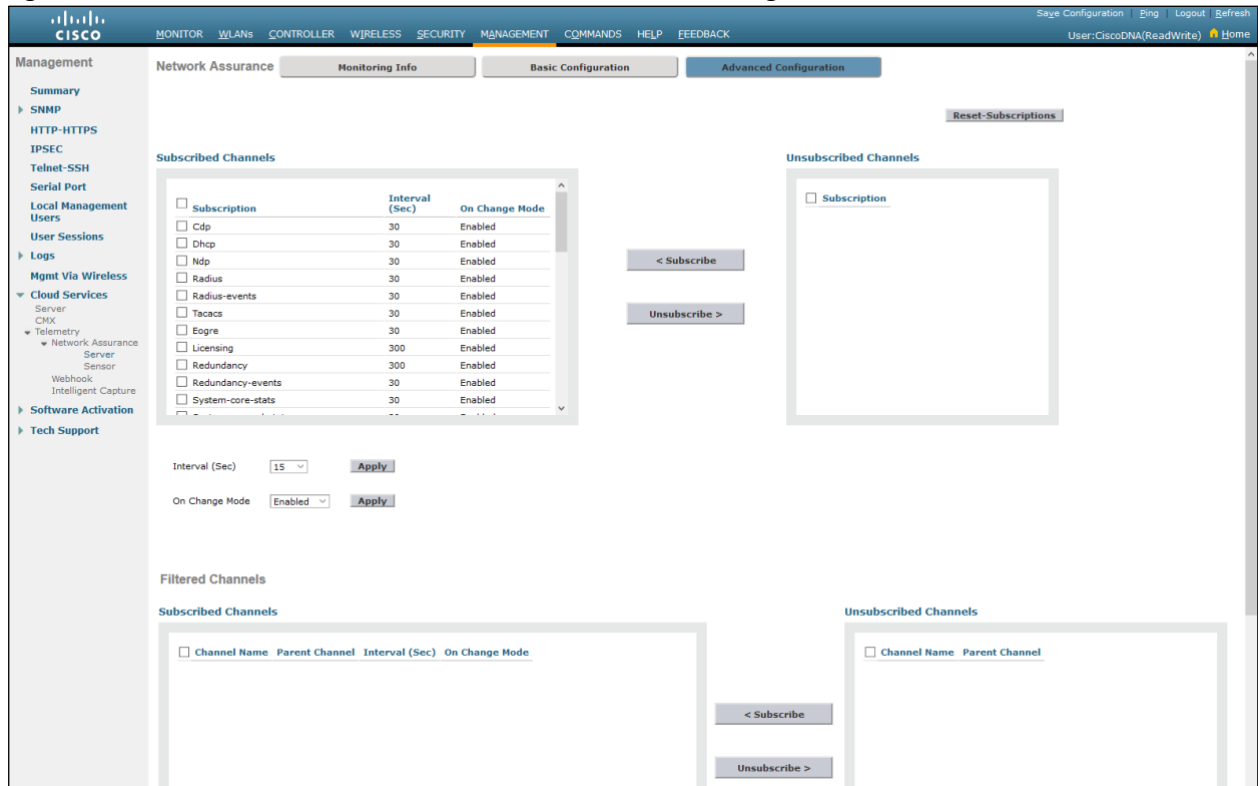 Save Configuration | Ping | Logout | Refresh
CISCO
MONITOR WLANs CONTROLLER WIRELESS SECURITY MANAGEMENT COMMANDS HELP FEEDBACK
User:CiscoDNA(ReadWrite) Home
Management
Summary
SNMP
HTTP-HTTPS
IPSEC
Telnet-SSH
Serial Port
Local Management
Users
User Sessions
Logs
Mgmt Via Wireless
Cloud Services
Server
CMX
Telemetry
Network Assurance
Server
Sensor
Webhook
Intelligent Capture
Software Activation
Tech Support
Network Assurance Monitoring Info Basic Configuration Advanced Configuration
Reset-Subscriptions
Subscribed Channels
Subscription Interval (Sec) On Change Mode
Cdp 30 Enabled
Dhcp 30 Enabled
Ndp 30 Enabled
Radius 30 Enabled
Radius-events 30 Enabled
Tacacs 30 Enabled
Eogre 30 Enabled
Licensing 300 Enabled
Redundancy 300 Enabled
Redundancy-events 30 Enabled
System-core-stats 30 Enabled
< Subscribe
Unsubscribe >
Unsubscribed Channels
Subscription
Interval (Sec) 15 Apply
On Change Mode Enabled Apply
Filtered Channels
Subscribed Channels
Channel Name Parent Channel Interval (Sec) On Change Mode
< Subscribe
Unsubscribe >
Unsubscribed Channels
Channel Name Parent Channel